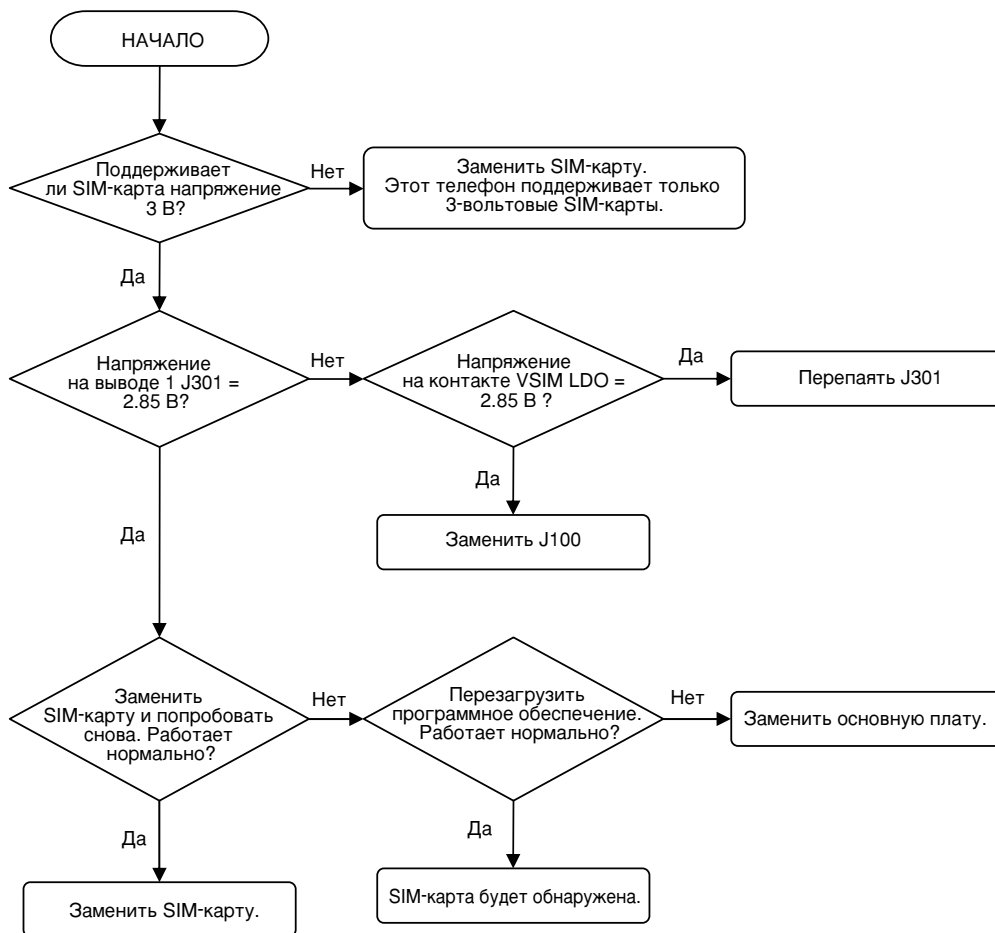 НАЧАЛО
Поддерживает
ли SIM-карта напряжение
3 В?
Нет
Заменить SIM-карту.
Этот телефон поддерживает только
3-вольтовые SIM-карты.
Да
Напряжение
на выводе 1 J301 =
2.85 В?
Нет
Напряжение
на контакте VSIM LDO =
2.85 В ?
Да
Перепаять J301
Да
Заменить J100
Да
Заменить
SIM-карту и попробовать
снова. Работает
нормально?
Нет
Перезагрузить
программное обеспечение.
Работает нормально?
Нет
Заменить основную плату.
Да
Заменить SIM-карту.
Да
SIM-карта будет обнаружена.